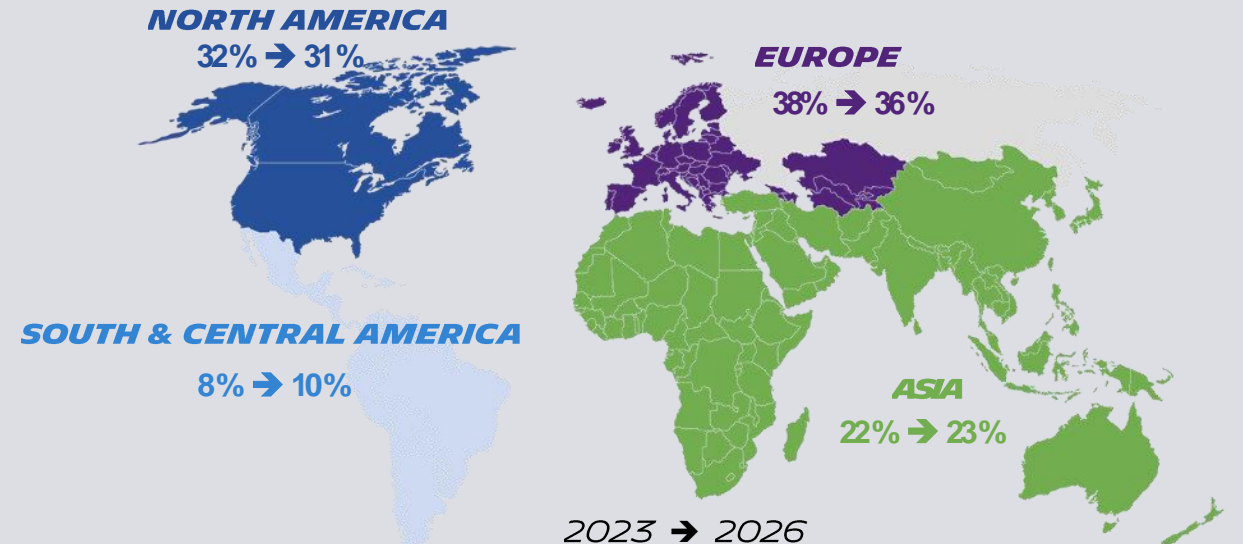 NORTH AMERICA
32% ➔ 31%
EUROPE
38% ➔ 36%
SOUTH & CENTRAL AMERICA
8% ➔ 10%
ASIA
22% ➔ 23%
2023 ➔ 2026